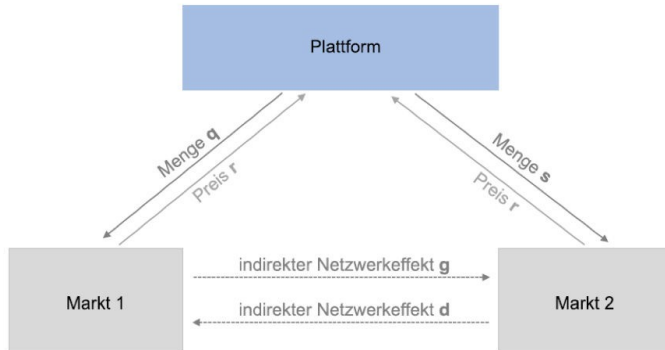 Plattform
Menge q
Preis r
Menge s
Preis r
indirekter Netzwerkeffekt g
Markt 1
Markt 2
indirekter Netzwerkeffekt d